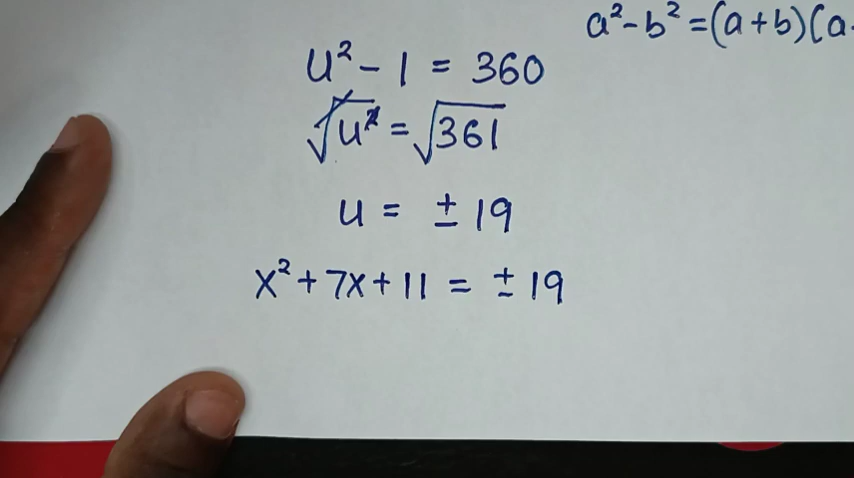 a² - b² = (a + b)(a
u² - 1 = 360
√u² = √361
u = ± 19
x² + 7x + 11 = ± 19